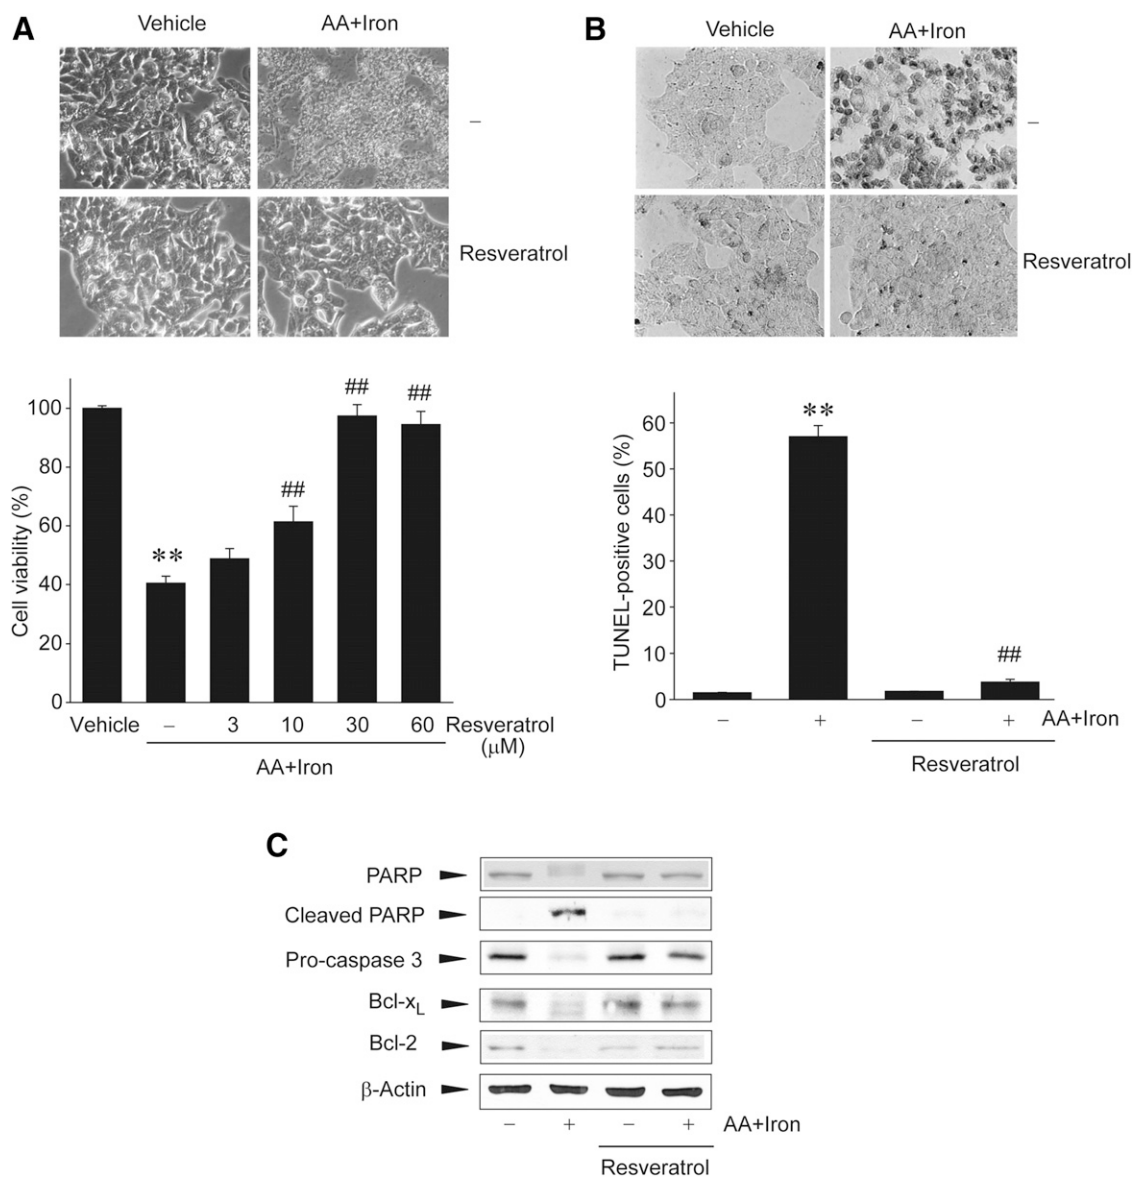 A
Vehicle
AA+Iron
–
Resveratrol
Cell viability (%)
100
80
60
40
20
0
**
##
##
##
Vehicle – 3 10 30 60 Resveratrol
(μM)
AA+Iron
B
Vehicle
AA+Iron
–
Resveratrol
TUNEL-positive cells (%)
60
50
40
30
20
10
0
**
##
– + – + AA+Iron
Resveratrol
C
PARP
Cleaved PARP
Pro-caspase 3
Bcl-xL
Bcl-2
β-Actin
– + – + AA+Iron
Resveratrol